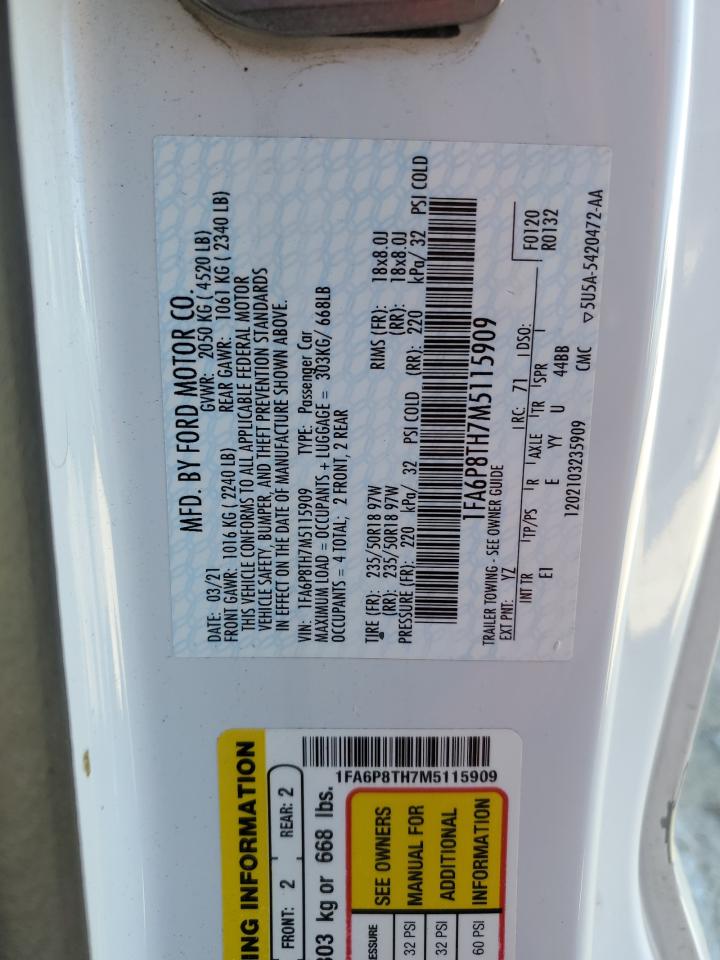 MFD. BY FORD MOTOR CO.
DATE: 03/21 GVWR: 2050 KG ( 4520 LB)
FRONT GAWR: 1016 KG ( 2240 LB) REAR GAWR: 1061 KG ( 2340 LB)
THIS VEHICLE CONFORMS TO ALL APPLICABLE FEDERAL MOTOR
VEHICLE SAFETY, BUMPER, AND THEFT PREVENTION STANDARDS
IN EFFECT ON THE DATE OF MANUFACTURE SHOWN ABOVE.
VIN: 1FA6P8TH7M5115909 TYPE: Passenger Car
MAXIMUM LOAD = OCCUPANTS + LUGGAGE = 303KG/ 668LB
OCCUPANTS = 4 TOTAL; 2 FRONT, 2 REAR
TIRE (FR): 235/50R18 97W RIMS (FR): 18x8.0J
(RR): 235/50R18 97W (RR): 18x8.0J
PRESSURE (FR): 220 kPa/ 32 PSI COLD (RR): 220 kPa/ 32 PSI COLD
1FA6P8TH7M5115909
TRAILER TOWING - SEE OWNER GUIDE
EXT PNT: YZ RC: 71 DSO: F0120
R0132
INT TR TP/PS R AXLE TR SPR
EI E YY U 44BB
1202103235909 CMC ▽5U5A-5420472-AA
1FA6P8TH7M5115909
ING INFORMATION
FRONT: 2 REAR: 2
303 kg or 668 lbs.
SEE OWNERS
MANUAL FOR
ADDITIONAL
INFORMATION
32 PSI
32 PSI
60 PSI